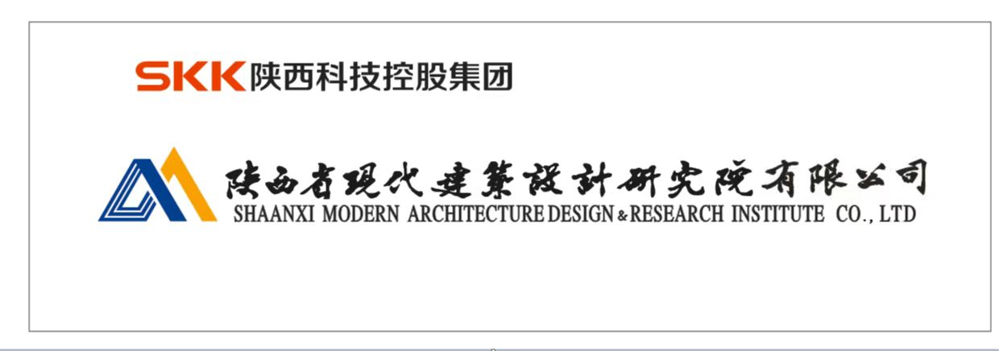 SKK陕西科技控股集团
陕西省現代建築設計研究院有限公司
SHAANXI MODERN ARCHITECTURE DESIGN & RESEARCH INSTITUTE CO., LTD